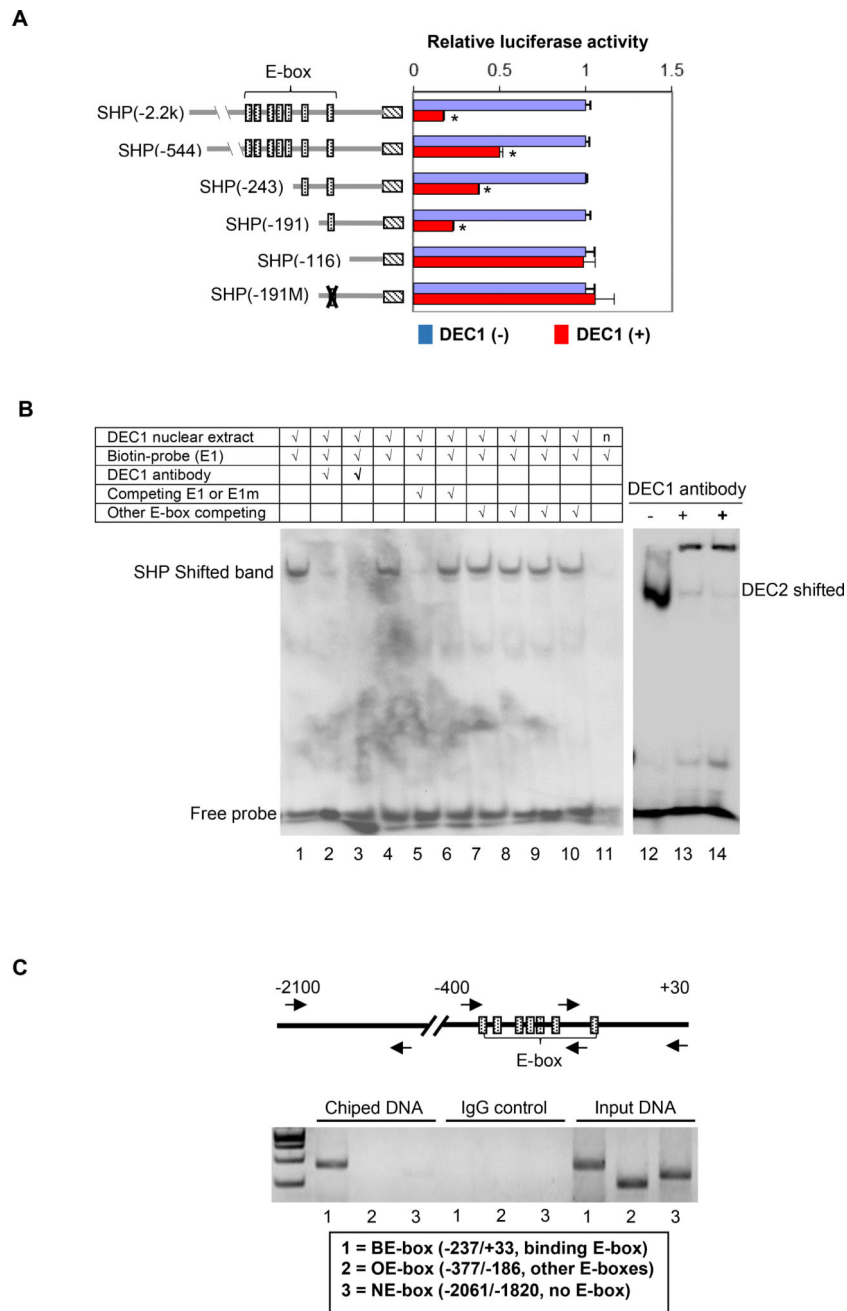 A
Relative luciferase activity
E-box
0 0.5 1 1.5
SHP(-2.2k)
*
SHP(-544)
*
SHP(-243)
*
SHP(-191)
*
SHP(-116)
SHP(-191M)
DEC1 (-) DEC1 (+)
B
DEC1 nuclear extract √ √ √ √ √ √ √ √ √ √ n
Biotin-probe (E1) √ √ √ √ √ √ √ √ √ √ √
DEC1 antibody √ √
Competing E1 or E1m √ √
Other E-box competing √ √ √ √
DEC1 antibody
- + +
SHP Shifted band
DEC2 shifted
Free probe
1 2 3 4 5 6 7 8 9 10 11 12 13 14
C
-2100 -400 +30
E-box
Chiped DNA IgG control Input DNA
1 2 3 1 2 3 1 2 3
1 = BE-box (-237/+33, binding E-box)
2 = OE-box (-377/-186, other E-boxes)
3 = NE-box (-2061/-1820, no E-box)